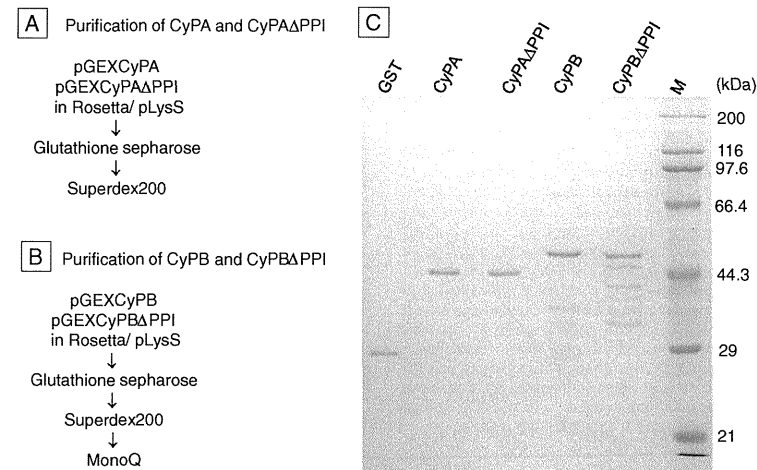 A Purification of CyPA and CyPAΔPPI
pGEXCyPA
pGEXCyPAΔPPI
in Rosetta/ pLysS
↓
Glutathione sepharose
↓
Superdex200
B Purification of CyPB and CyPBΔPPI
pGEXCyPB
pGEXCyPBΔPPI
in Rosetta/ pLysS
↓
Glutathione sepharose
↓
Superdex200
↓
MonoQ
C
GST CyPA CyPAΔPPI CyPB CyPBΔPPI M (kDa)
200
116
97.6
66.4
44.3
29
21